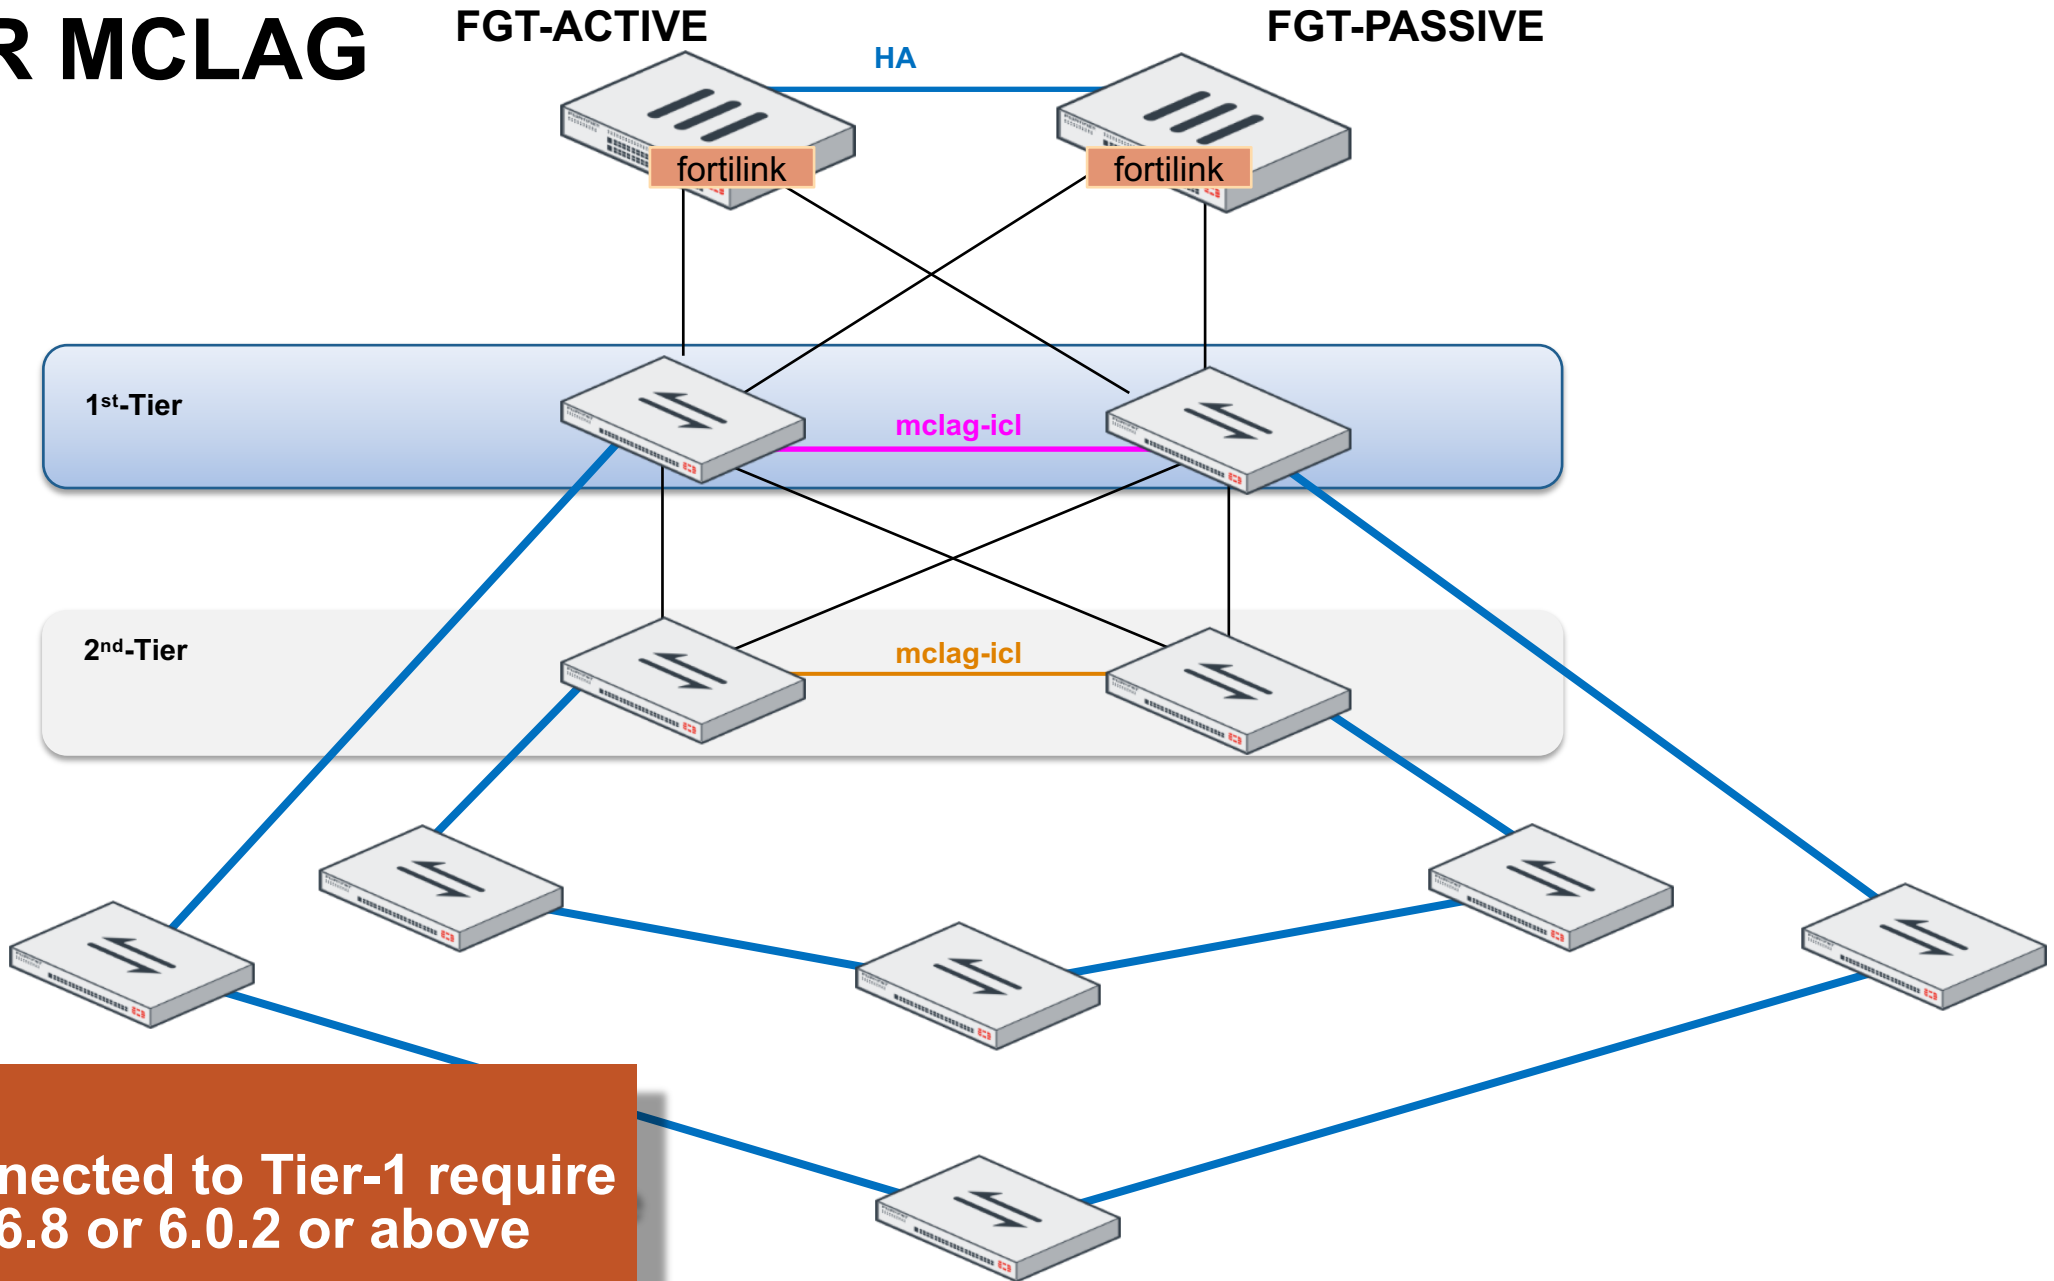 R MCLAG
FGT-ACTIVE
FGT-PASSIVE
HA
fortilink
fortilink
1st-Tier
mclag-icl
2nd-Tier
mclag-icl
nected to Tier-1 require
6.8 or 6.0.2 or above